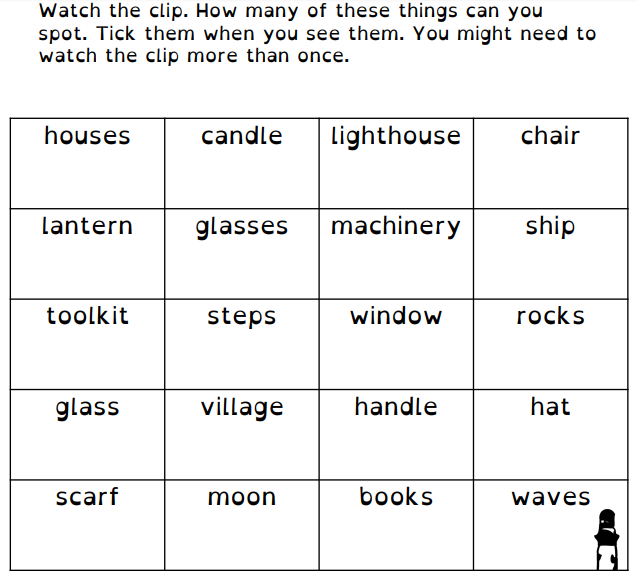 Watch the clip. How many of these things can you
spot. Tick them when you see them. You might need to
watch the clip more than once.
houses candle lighthouse chair
lantern glasses machinery ship
toolkit steps window rocks
glass village handle hat
scarf moon books waves